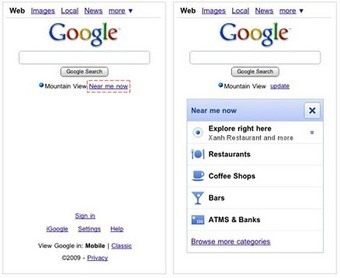 Web Images Local News more ▼
Google
Google Search
Mountain View Near me now
Sign in
iGoogle Settings Help
View Google in: Mobile | Classic
©2009 - Privacy
Web Images Local News more ▼
Google
Google Search
Mountain View update
Near me now
Explore right here
Xanh Restaurant and more
Restaurants
Coffee Shops
Bars
ATMS & Banks
Browse more categories